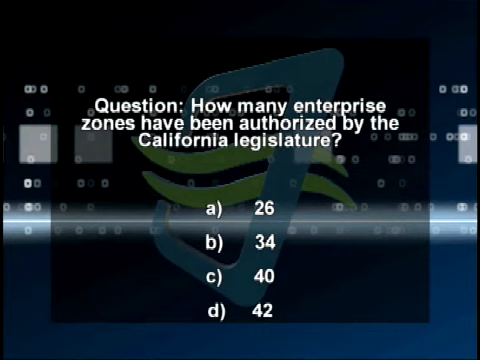 Question: How many enterprise
zones have been authorized by the
California legislature?
a) 26
b) 34
c) 40
d) 42